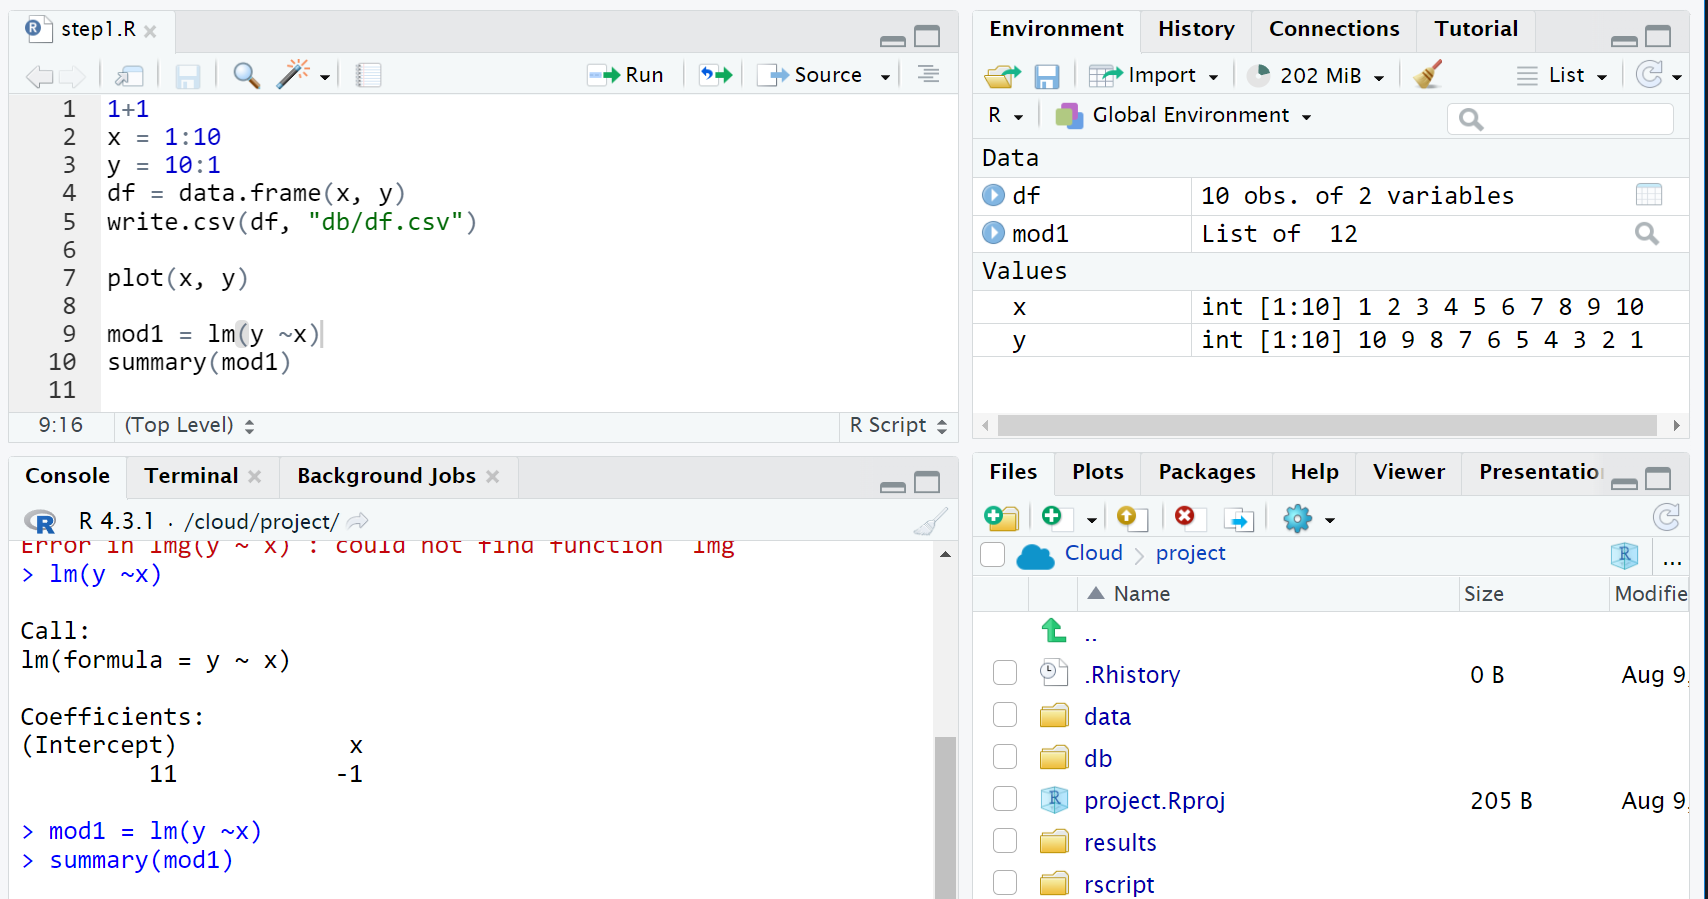 step1.R
Run
Source
1 1+1
2 x = 1:10
3 y = 10:1
4 df = data.frame(x, y)
5 write.csv(df, "db/df.csv")
6
7 plot(x, y)
8
9 mod1 = lm(y ~x)
10 summary(mod1)
11
9:16 (Top Level) R Script
Console Terminal Background Jobs
R 4.3.1 · /cloud/project/
Error in lmg(y ~ x) : could not find function lmg
> lm(y ~x)
Call:
lm(formula = y ~ x)
Coefficients:
(Intercept) x
11 -1
> mod1 = lm(y ~x)
> summary(mod1)
Environment History Connections Tutorial
Import 202 MiB List
R Global Environment
Data
df 10 obs. of 2 variables
mod1 List of 12
Values
x int [1:10] 1 2 3 4 5 6 7 8 9 10
y int [1:10] 10 9 8 7 6 5 4 3 2 1
Files Plots Packages Help Viewer Presentatio
Cloud project R ...
Name Size Modifie
..
.Rhistory 0 B Aug 9,
data
db
project.Rproj 205 B Aug 9,
results
rscript